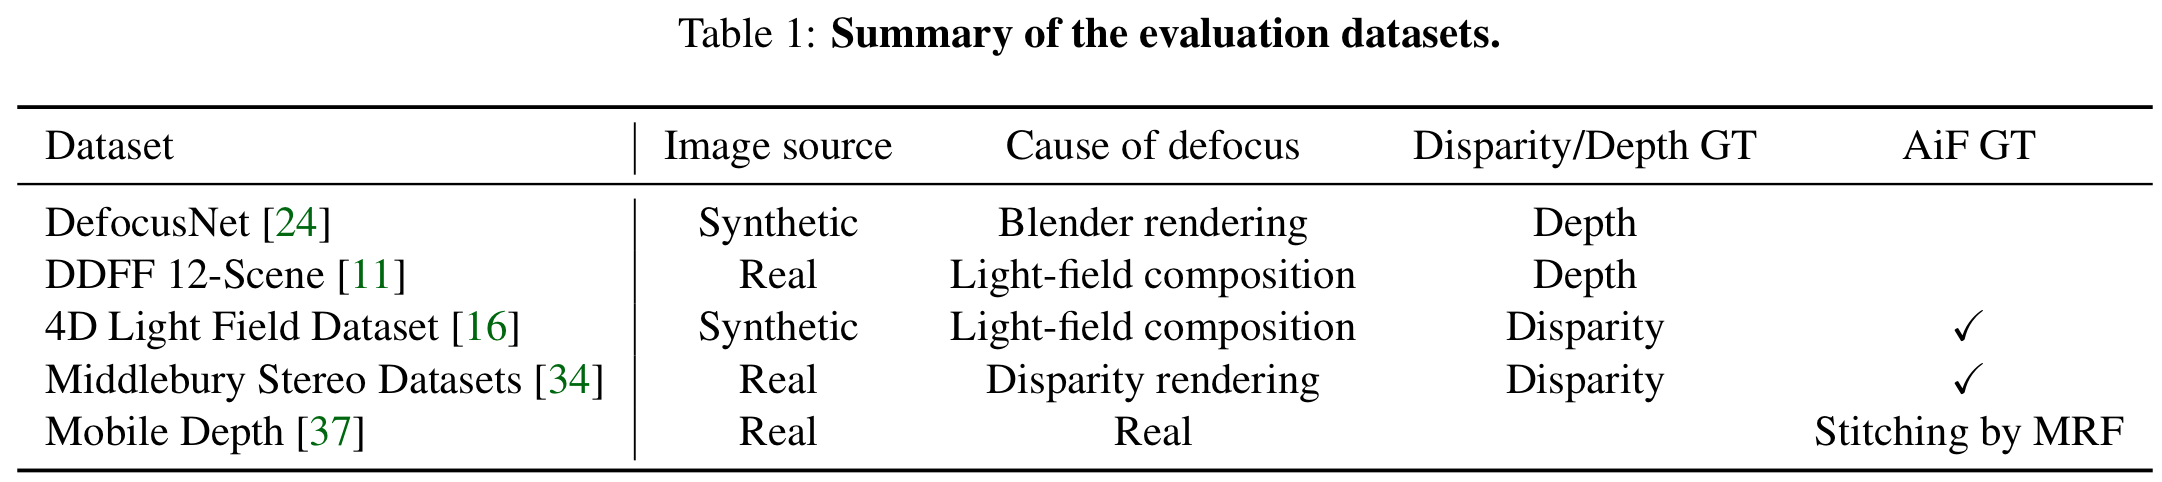 Table 1: Summary of the evaluation datasets.
Dataset Image source Cause of defocus Disparity/Depth GT AiF GT
DefocusNet [24] Synthetic Blender rendering Depth
DDFF 12-Scene [11] Real Light-field composition Depth
4D Light Field Dataset [16] Synthetic Light-field composition Disparity ✓
Middlebury Stereo Datasets [34] Real Disparity rendering Disparity ✓
Mobile Depth [37] Real Real Stitching by MRF